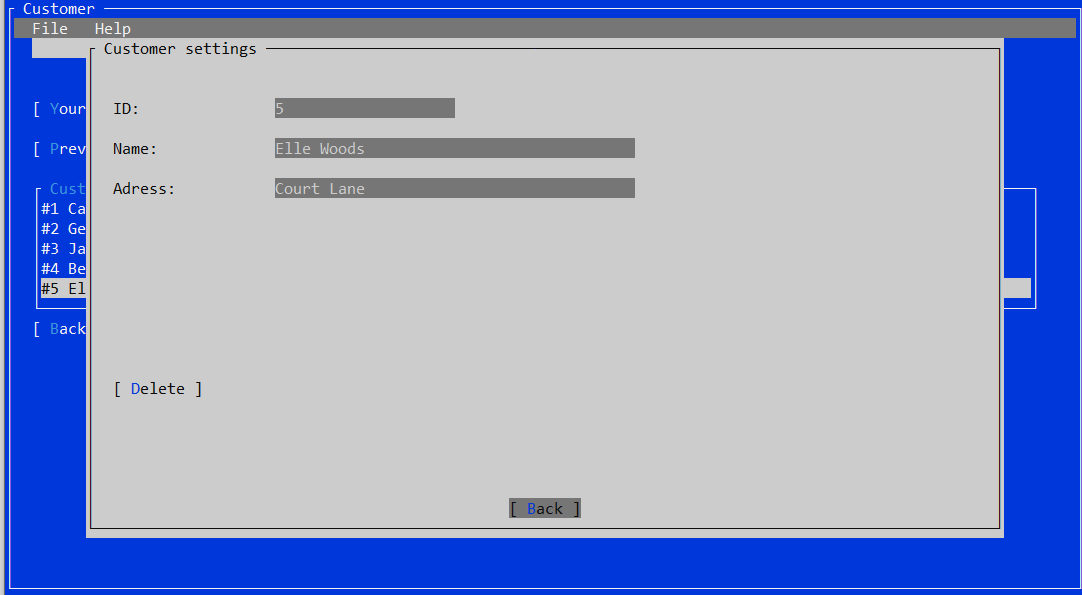 Customer
File Help
Customer settings
[ Your
ID: 5
[ Prev
Name: Elle Woods
Cust
Adress: Court Lane
#1 Ca
#2 Ge
#3 Ja
#4 Be
#5 El
[ Back
[ Delete ]
[ Back ]